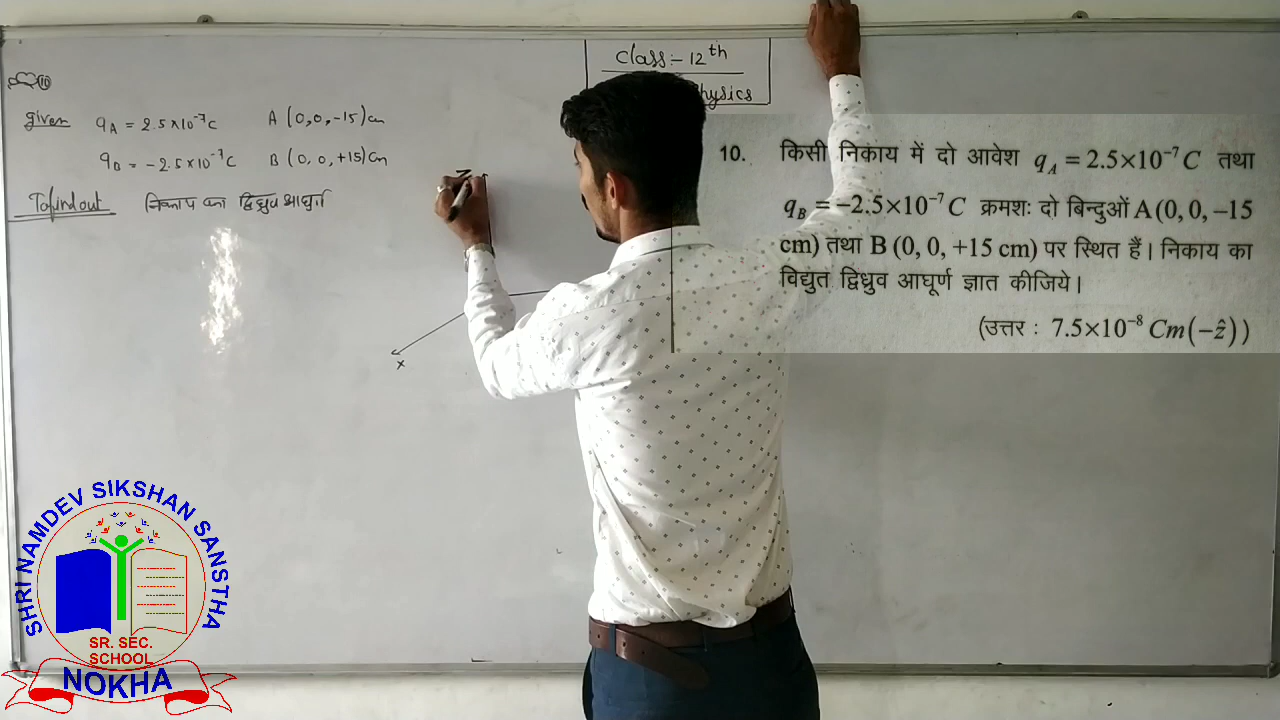 Class:- 12th
hysics
10
given qA = 2.5×10⁻⁷C A (0,0,-15)cm
qB = -2.5×10⁻⁷C B (0, 0, +15) Cm
Tofindout निकाय का द्विध्रुव आघूर्ण
Z
X
10. किसी निकाय में दो आवेश qA = 2.5×10⁻⁷ C तथा
qB = -2.5×10⁻⁷ C क्रमशः दो बिन्दुओं A(0, 0, –15
cm) तथा B (0, 0, +15 cm) पर स्थित हैं। निकाय का
विद्युत द्विध्रुव आघूर्ण ज्ञात कीजिये।
(उत्तर : 7.5×10⁻⁸ Cm(-ẑ))
SHRI NAMDEV SIKSHAN SANSTHA
SR. SEC.
SCHOOL
NOKHA